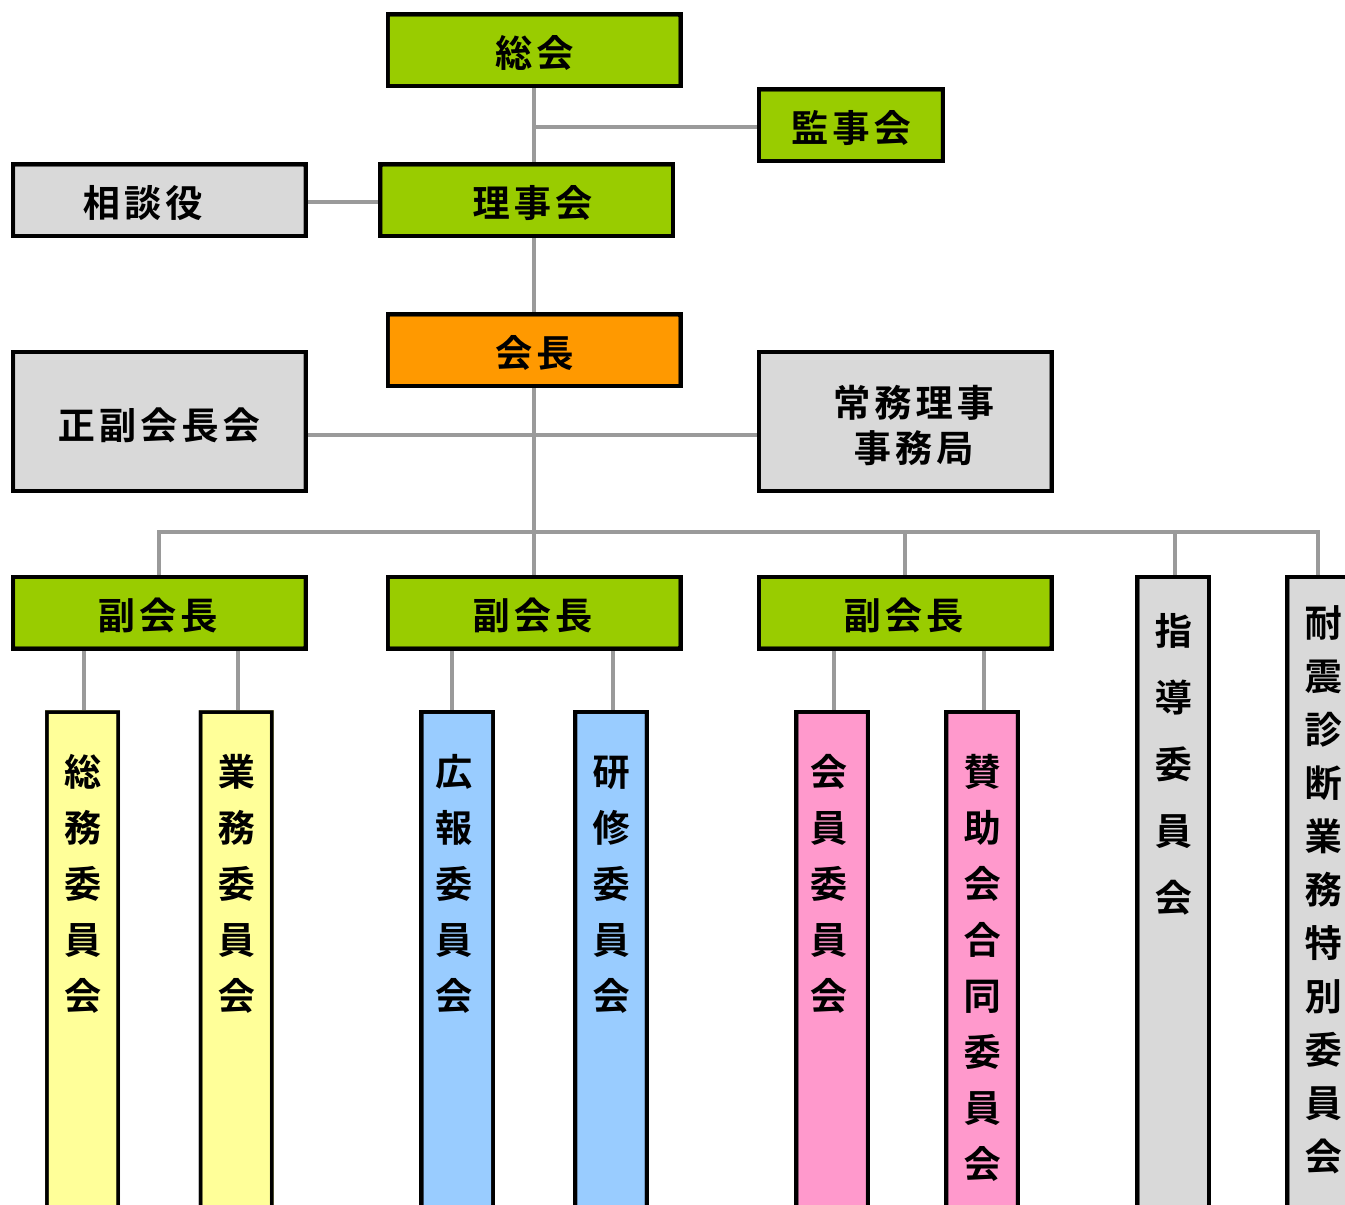 総会
監事会
相談役
理事会
会長
正副会長会
常務理事
事務局
副会長
副会長
副会長
指導委員会
耐震診断業務特別委員会
総務委員会
業務委員会
広報委員会
研修委員会
会員委員会
賛助会合同委員会